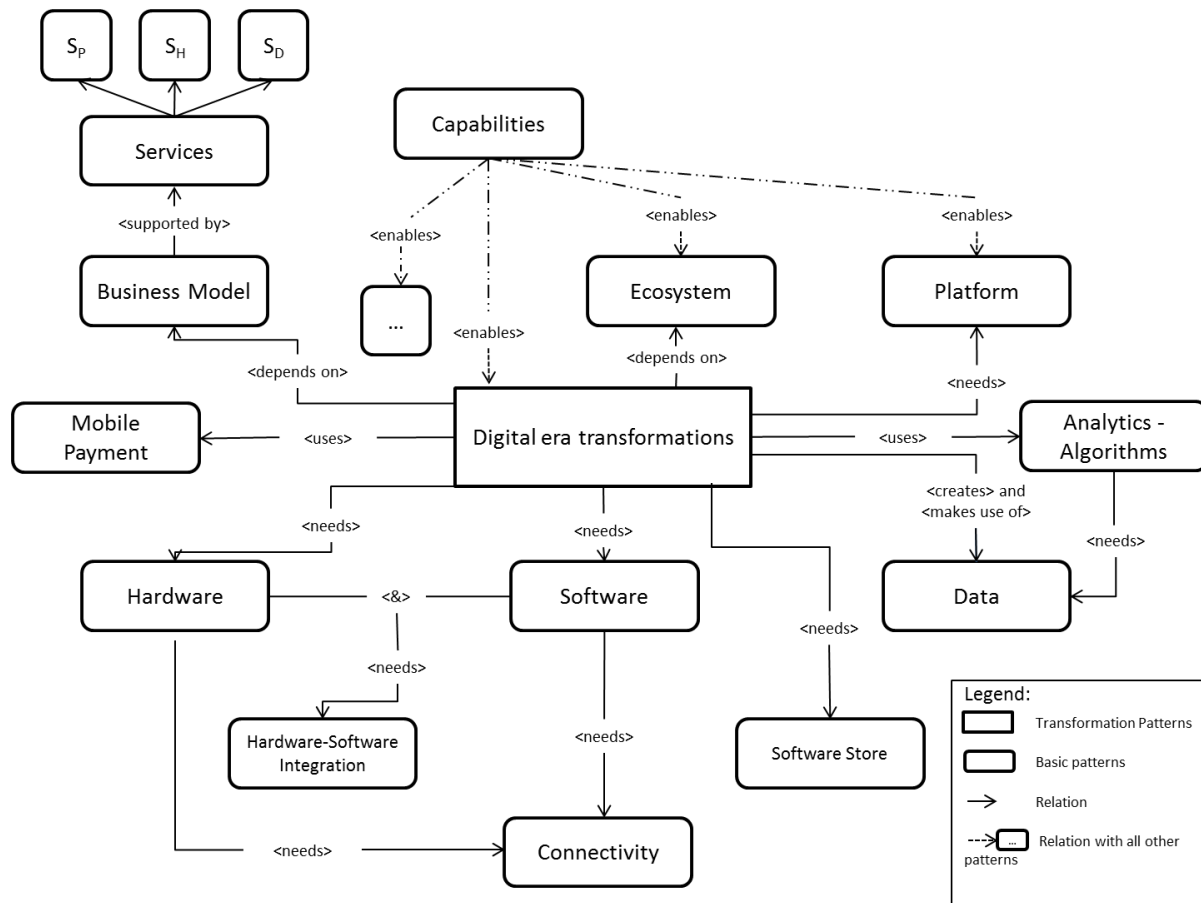 S_P
S_H
S_D
Services
Capabilities
<supported by>
<enables>
<enables>
<enables>
Business Model
Ecosystem
Platform
...
<enables>
<depends on>
<depends on>
<needs>
Mobile
Payment
<uses>
Digital era transformations
<uses>
Analytics -
Algorithms
<creates> and
<makes use of>
<needs>
<needs>
<needs>
Hardware
<&>
Software
Data
<needs>
<needs>
<needs>
Hardware-Software
Integration
Software Store
<needs>
Connectivity
Legend:
Transformation Patterns
Basic patterns
Relation
...
Relation with all other
patterns